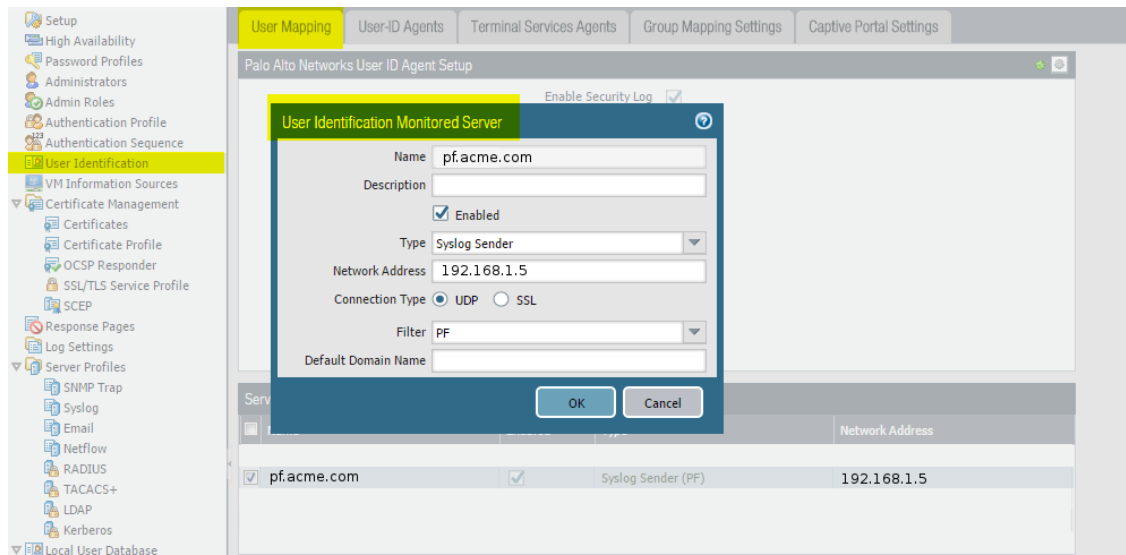 Setup
High Availability
Password Profiles
Administrators
Admin Roles
Authentication Profile
Authentication Sequence
User Identification
VM Information Sources
Certificate Management
Certificates
Certificate Profile
OCSP Responder
SSL/TLS Service Profile
SCEP
Response Pages
Log Settings
Server Profiles
SNMP Trap
Syslog
Email
Netflow
RADIUS
TACACS+
LDAP
Kerberos
Local User Database
User Mapping User-ID Agents Terminal Services Agents Group Mapping Settings Captive Portal Settings
Palo Alto Networks User ID Agent Setup
Enable Security Log
User Identification Monitored Server
Name pf.acme.com
Description
Enabled
Type Syslog Sender
Network Address 192.168.1.5
Connection Type UDP SSL
Filter PF
Default Domain Name
OK Cancel
Serv
Network Address
pf.acme.com Syslog Sender (PF) 192.168.1.5